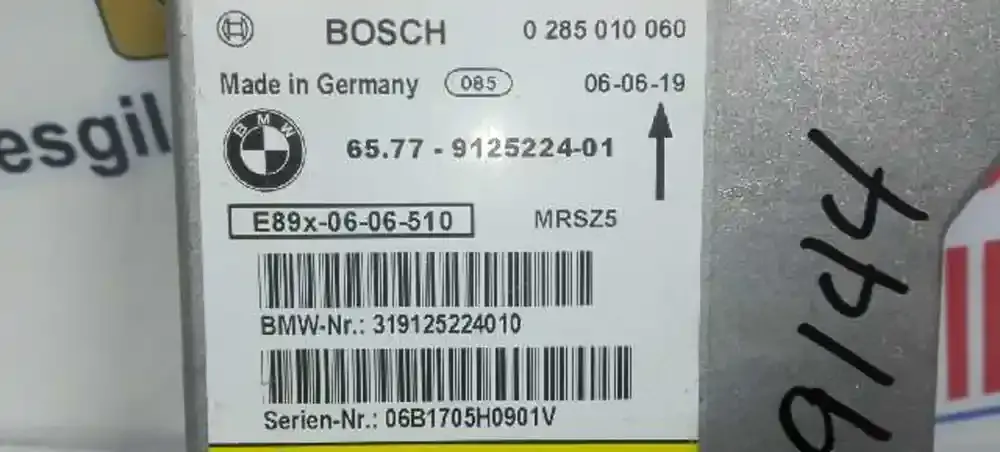 BOSCH 0 285 010 060
Made in Germany 085 06-06-19
BMW
65.77 - 9125224-01
E89x-06-06-510 MRSZ5
BMW-Nr.: 319125224010
Serien-Nr.: 06B1705H0901V
9144
esgil